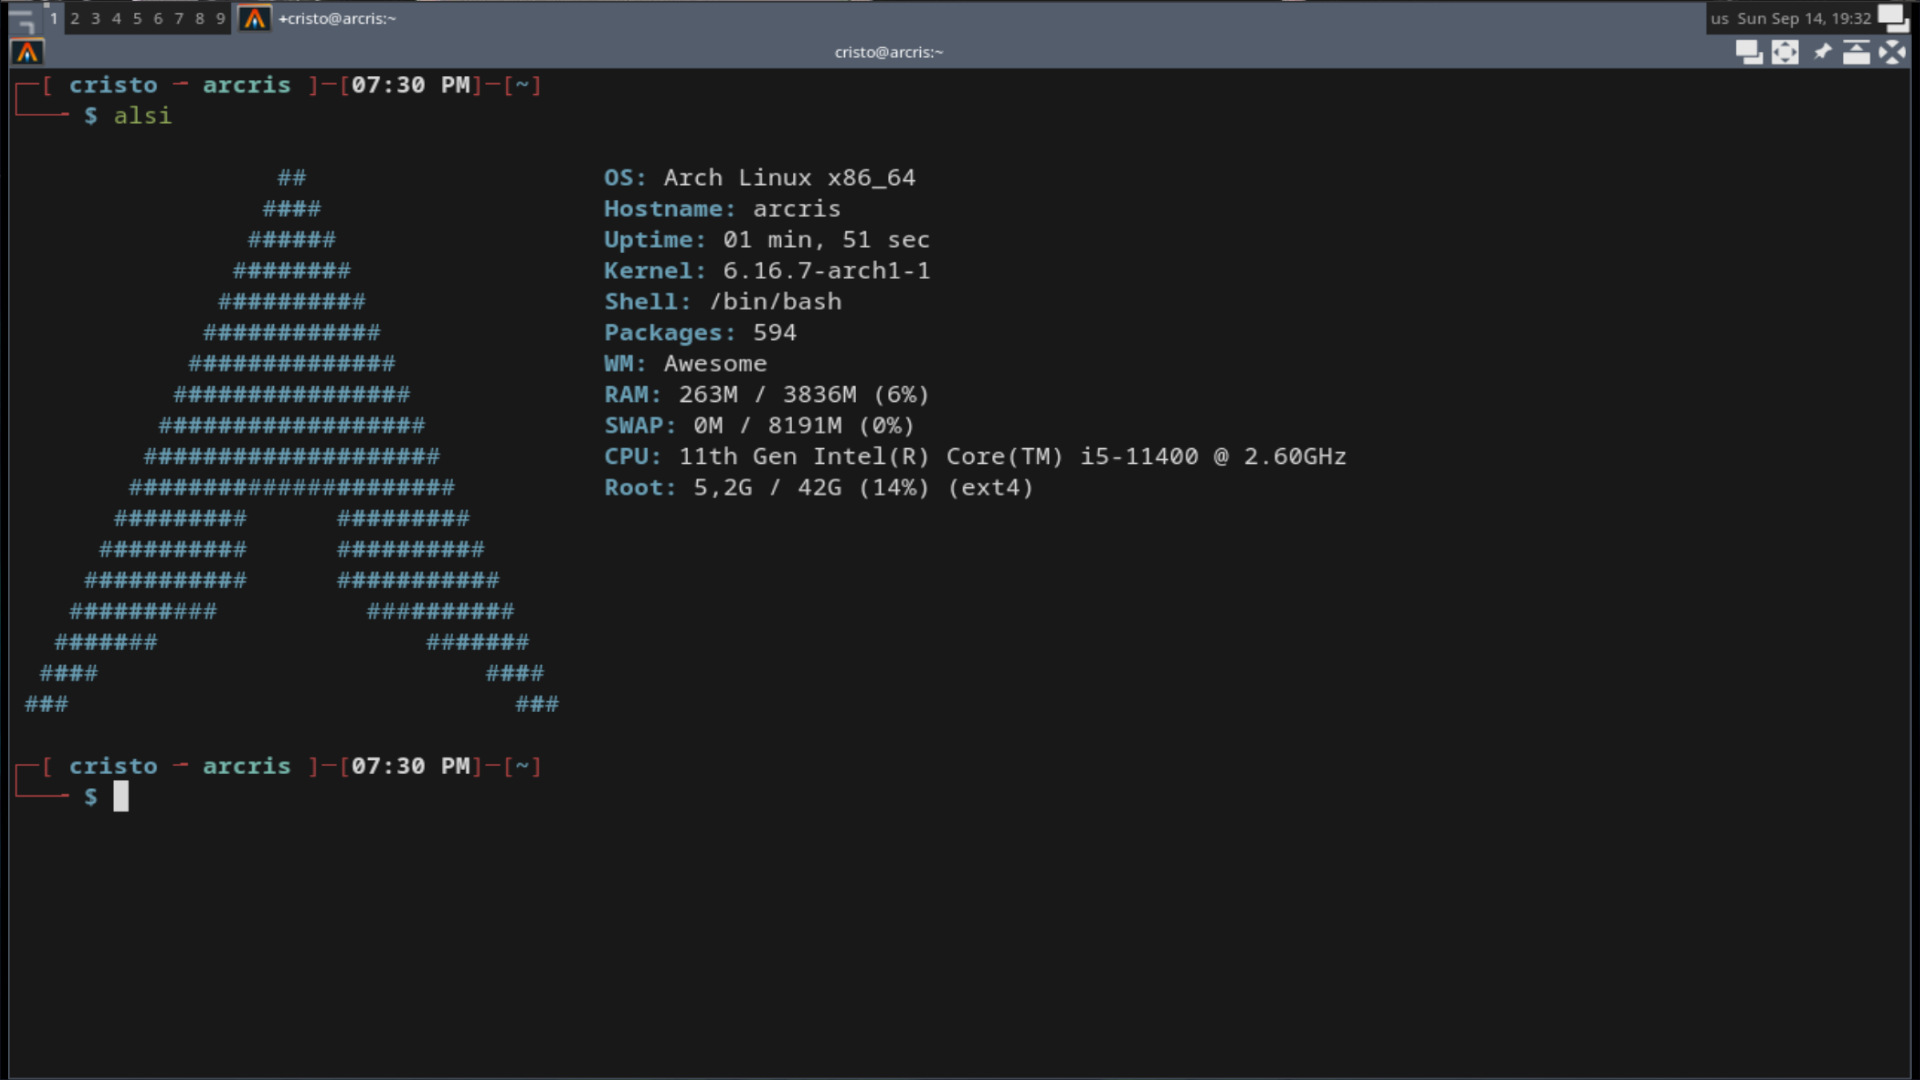 1 2 3 4 5 6 7 8 9 +cristo@arcris:~ us Sun Sep 14, 19:32
cristo@arcris:~
┌─[ cristo - arcris ]-[07:30 PM]-[~]
└─── $ alsi
## OS: Arch Linux x86_64
#### Hostname: arcris
###### Uptime: 01 min, 51 sec
######## Kernel: 6.16.7-arch1-1
########## Shell: /bin/bash
############ Packages: 594
############## WM: Awesome
################ RAM: 263M / 3836M (6%)
################## SWAP: 0M / 8191M (0%)
#################### CPU: 11th Gen Intel(R) Core(TM) i5-11400 @ 2.60GHz
###################### Root: 5,2G / 42G (14%) (ext4)
######### #########
########## ##########
########### ###########
########## ##########
####### #######
#### ####
### ###
┌─[ cristo - arcris ]-[07:30 PM]-[~]
└─── $